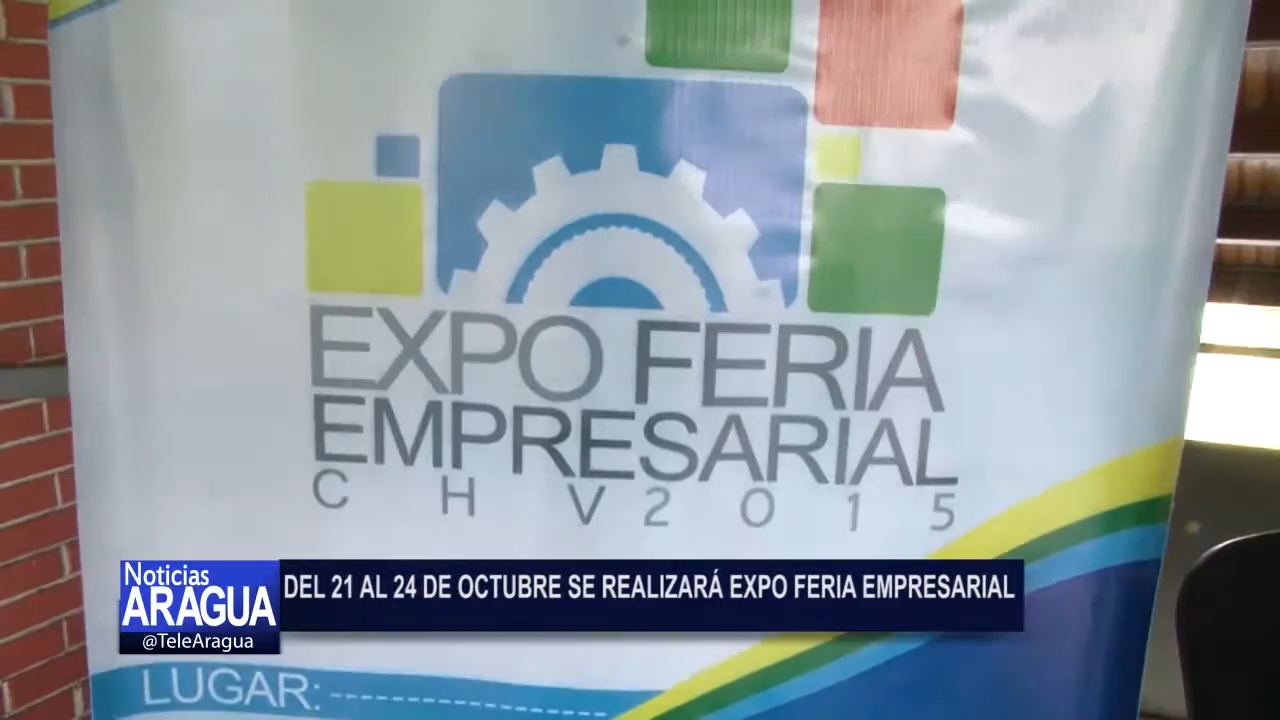 EXPO FERIA
EMPRESARIAL
CHV2015
Noticias
ARAGUA
@TeleAragua
DEL 21 AL 24 DE OCTUBRE SE REALIZARÁ EXPO FERIA EMPRESARIAL
LUGAR: